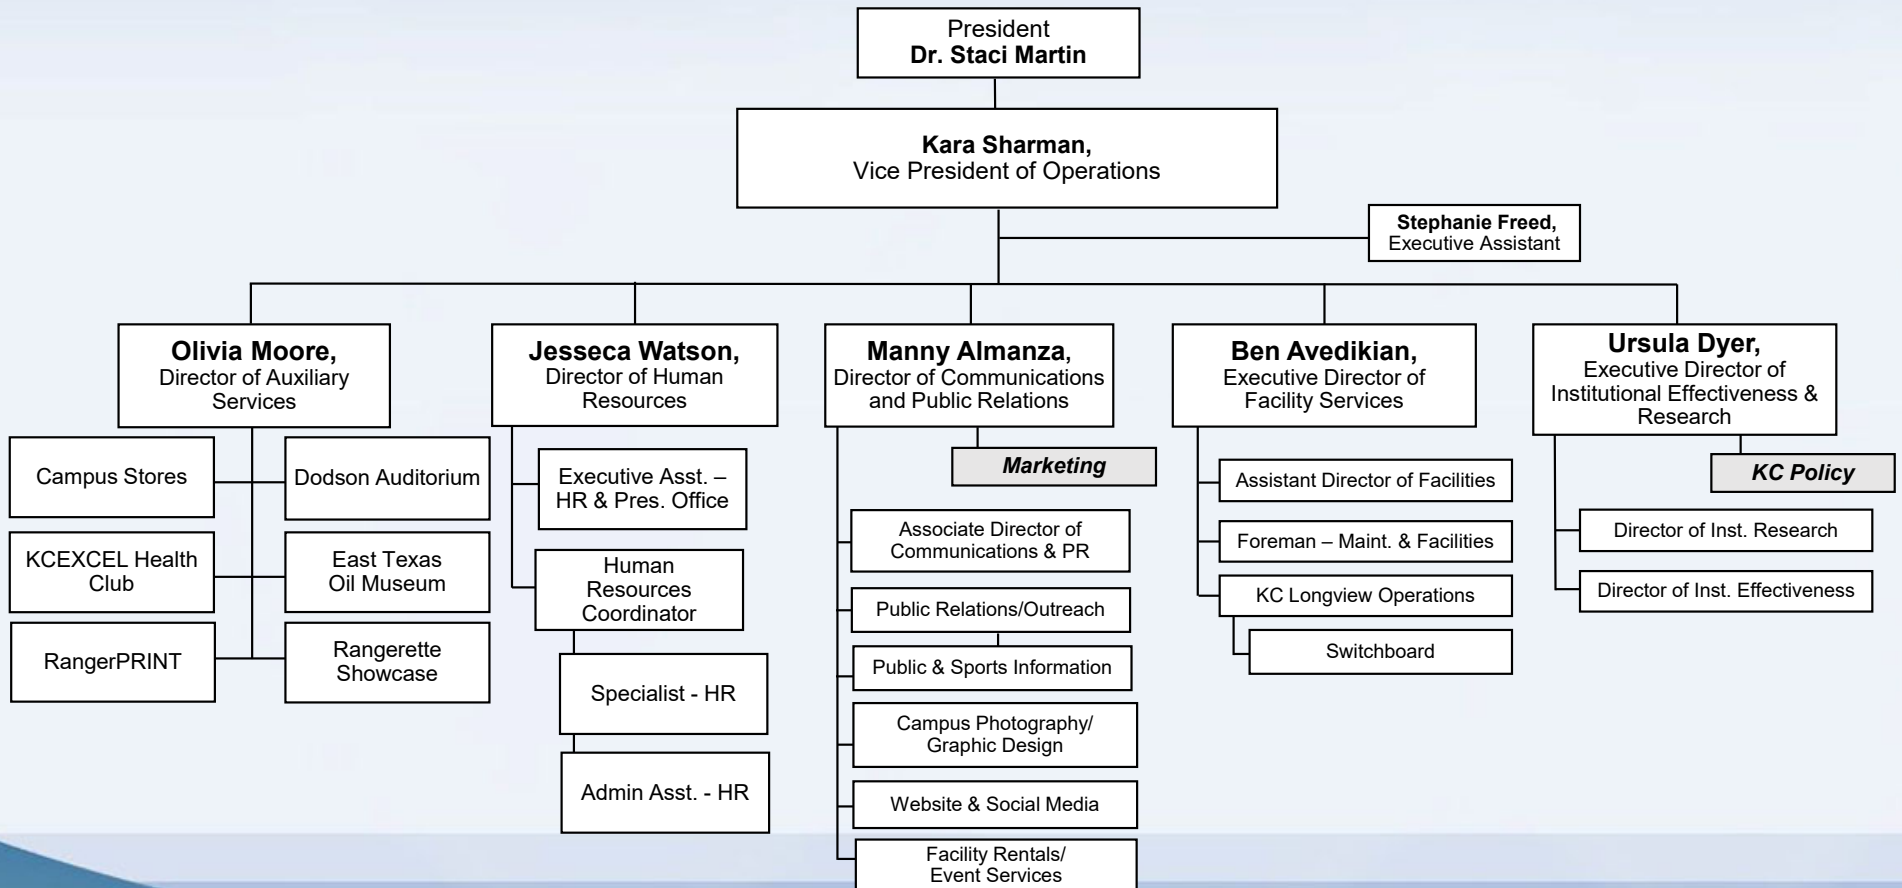 President
Dr. Staci Martin
Kara Sharman,
Vice President of Operations
Stephanie Freed,
Executive Assistant
Olivia Moore,
Director of Auxiliary
Services
Campus Stores
Dodson Auditorium
KCEXCEL Health
Club
East Texas
Oil Museum
RangerPRINT
Rangerette
Showcase
Jesseca Watson,
Director of Human
Resources
Executive Asst. –
HR & Pres. Office
Human
Resources
Coordinator
Specialist - HR
Admin Asst. - HR
Manny Almanza,
Director of Communications
and Public Relations
Marketing
Associate Director of
Communications & PR
Public Relations/Outreach
Public & Sports Information
Campus Photography/
Graphic Design
Website & Social Media
Facility Rentals/
Event Services
Ben Avedikian,
Executive Director of
Facility Services
Assistant Director of Facilities
Foreman – Maint. & Facilities
KC Longview Operations
Switchboard
Ursula Dyer,
Executive Director of
Institutional Effectiveness &
Research
KC Policy
Director of Inst. Research
Director of Inst. Effectiveness